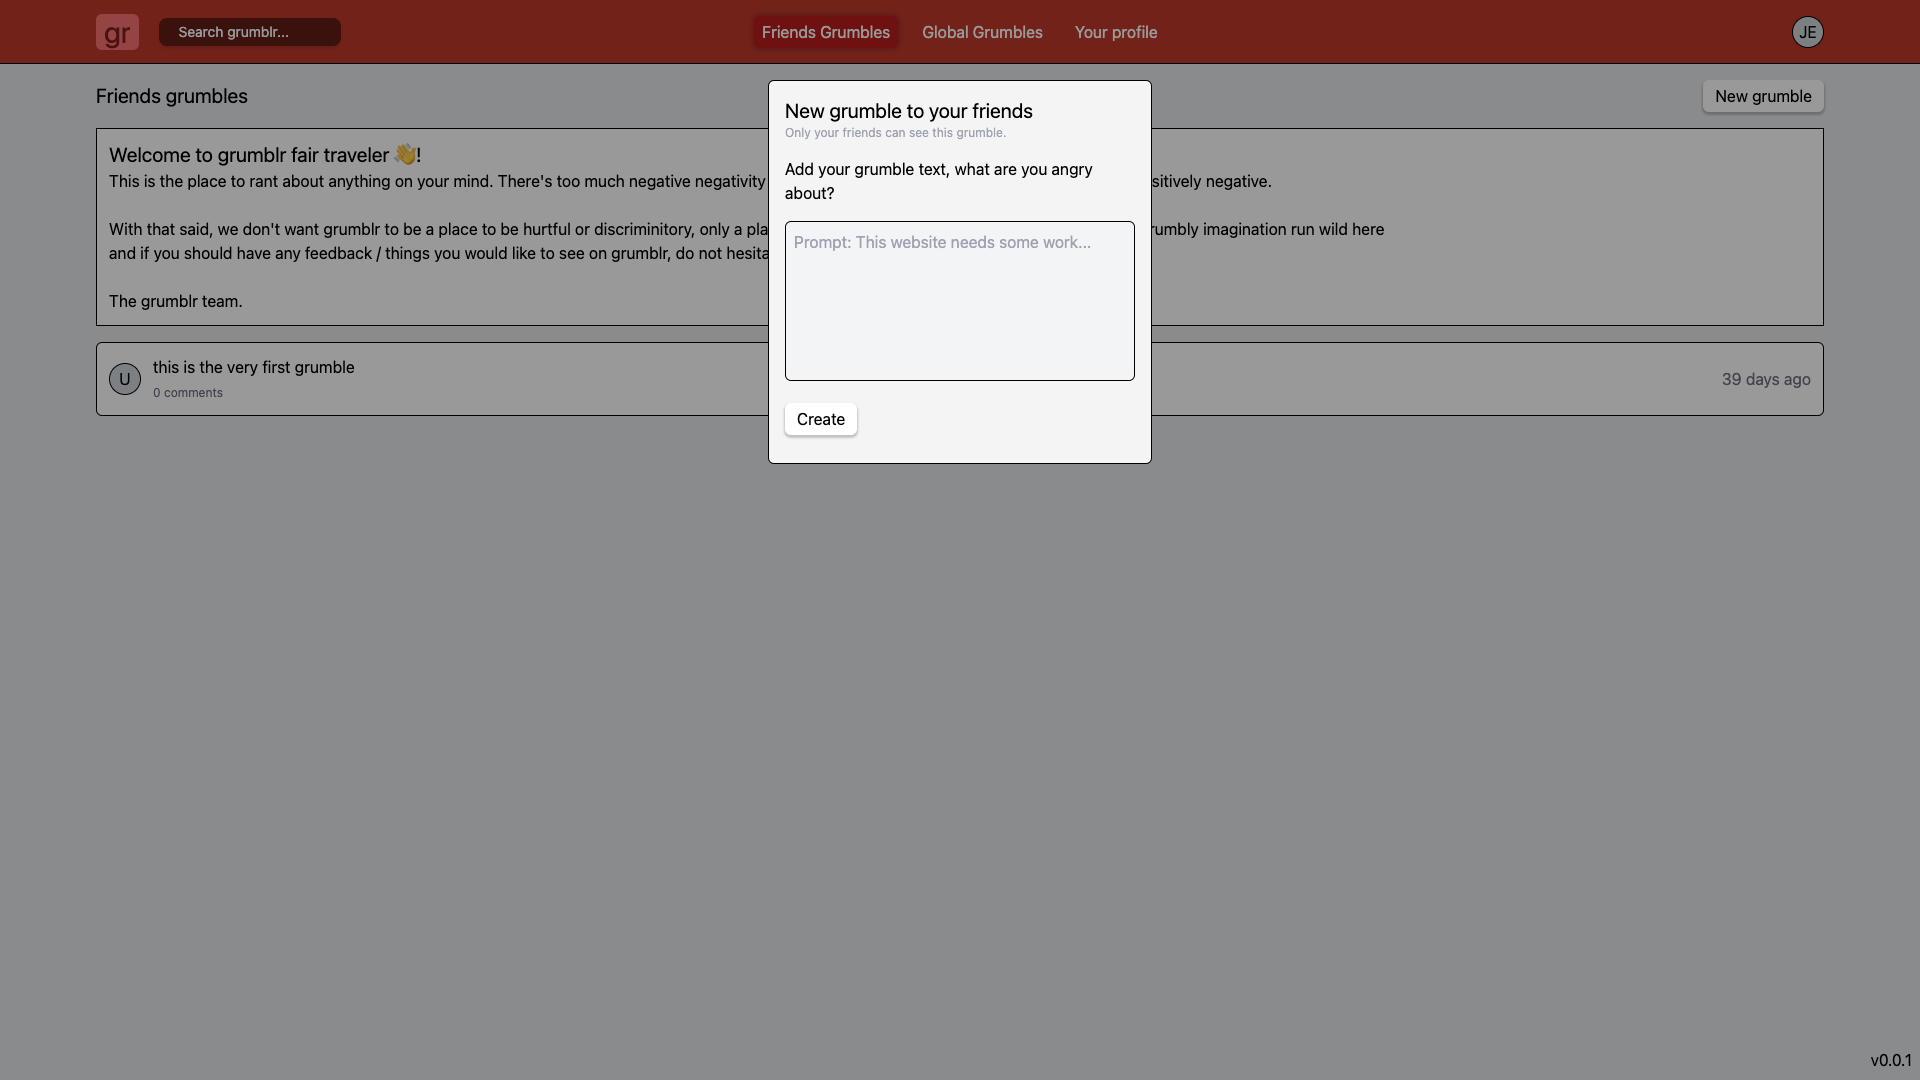 gr
Search grumblr...
Friends Grumbles
Global Grumbles
Your profile
JE
Friends grumbles
New grumble
Welcome to grumblr fair traveler 👋!
This is the place to rant about anything on your mind. There's too much negative negativity
sitively negative.
With that said, we don't want grumblr to be a place to be hurtful or discriminitory, only a pla
rumbly imagination run wild here
and if you should have any feedback / things you would like to see on grumblr, do not hesita
The grumblr team.
U
this is the very first grumble
0 comments
39 days ago
New grumble to your friends
Only your friends can see this grumble.
Add your grumble text, what are you angry
about?
Prompt: This website needs some work...
Create
v0.0.1